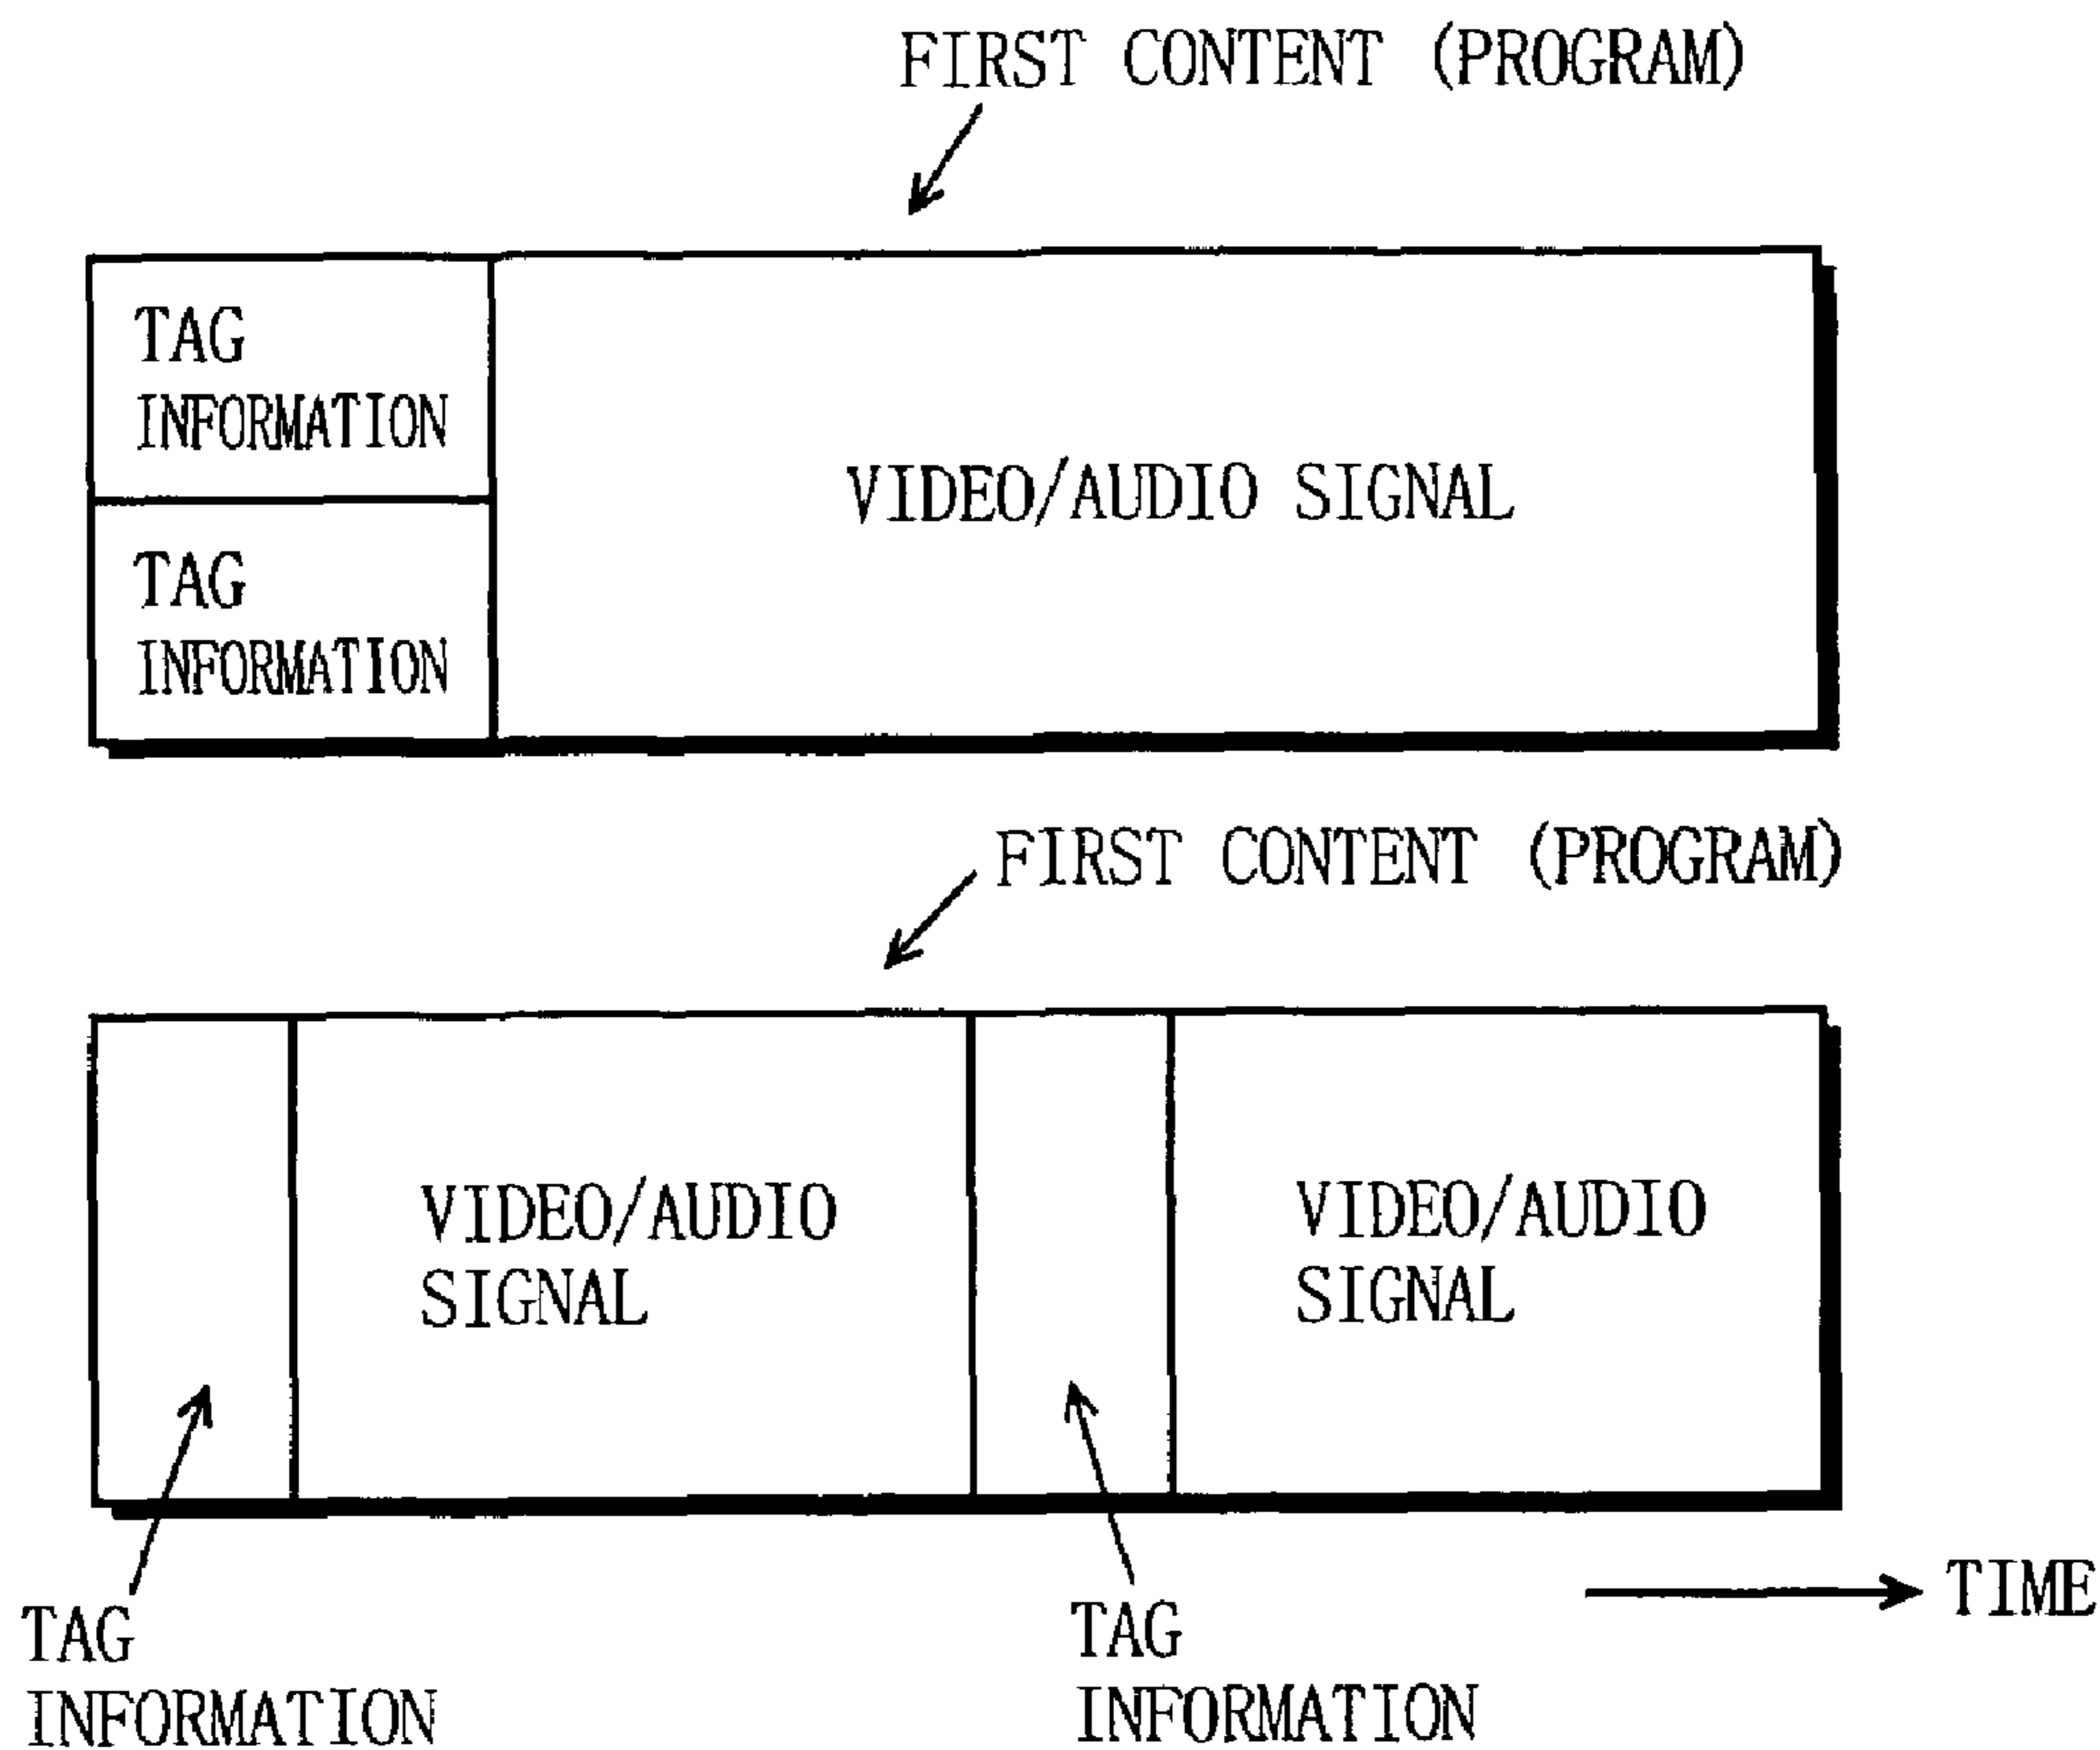 FIRST CONTENT (PROGRAM)
TAG
INFORMATION
VIDEO/AUDIO SIGNAL
TAG
INFORMATION
FIRST CONTENT (PROGRAM)
VIDEO/AUDIO
SIGNAL
VIDEO/AUDIO
SIGNAL
TIME
TAG
INFORMATION
TAG
INFORMATION